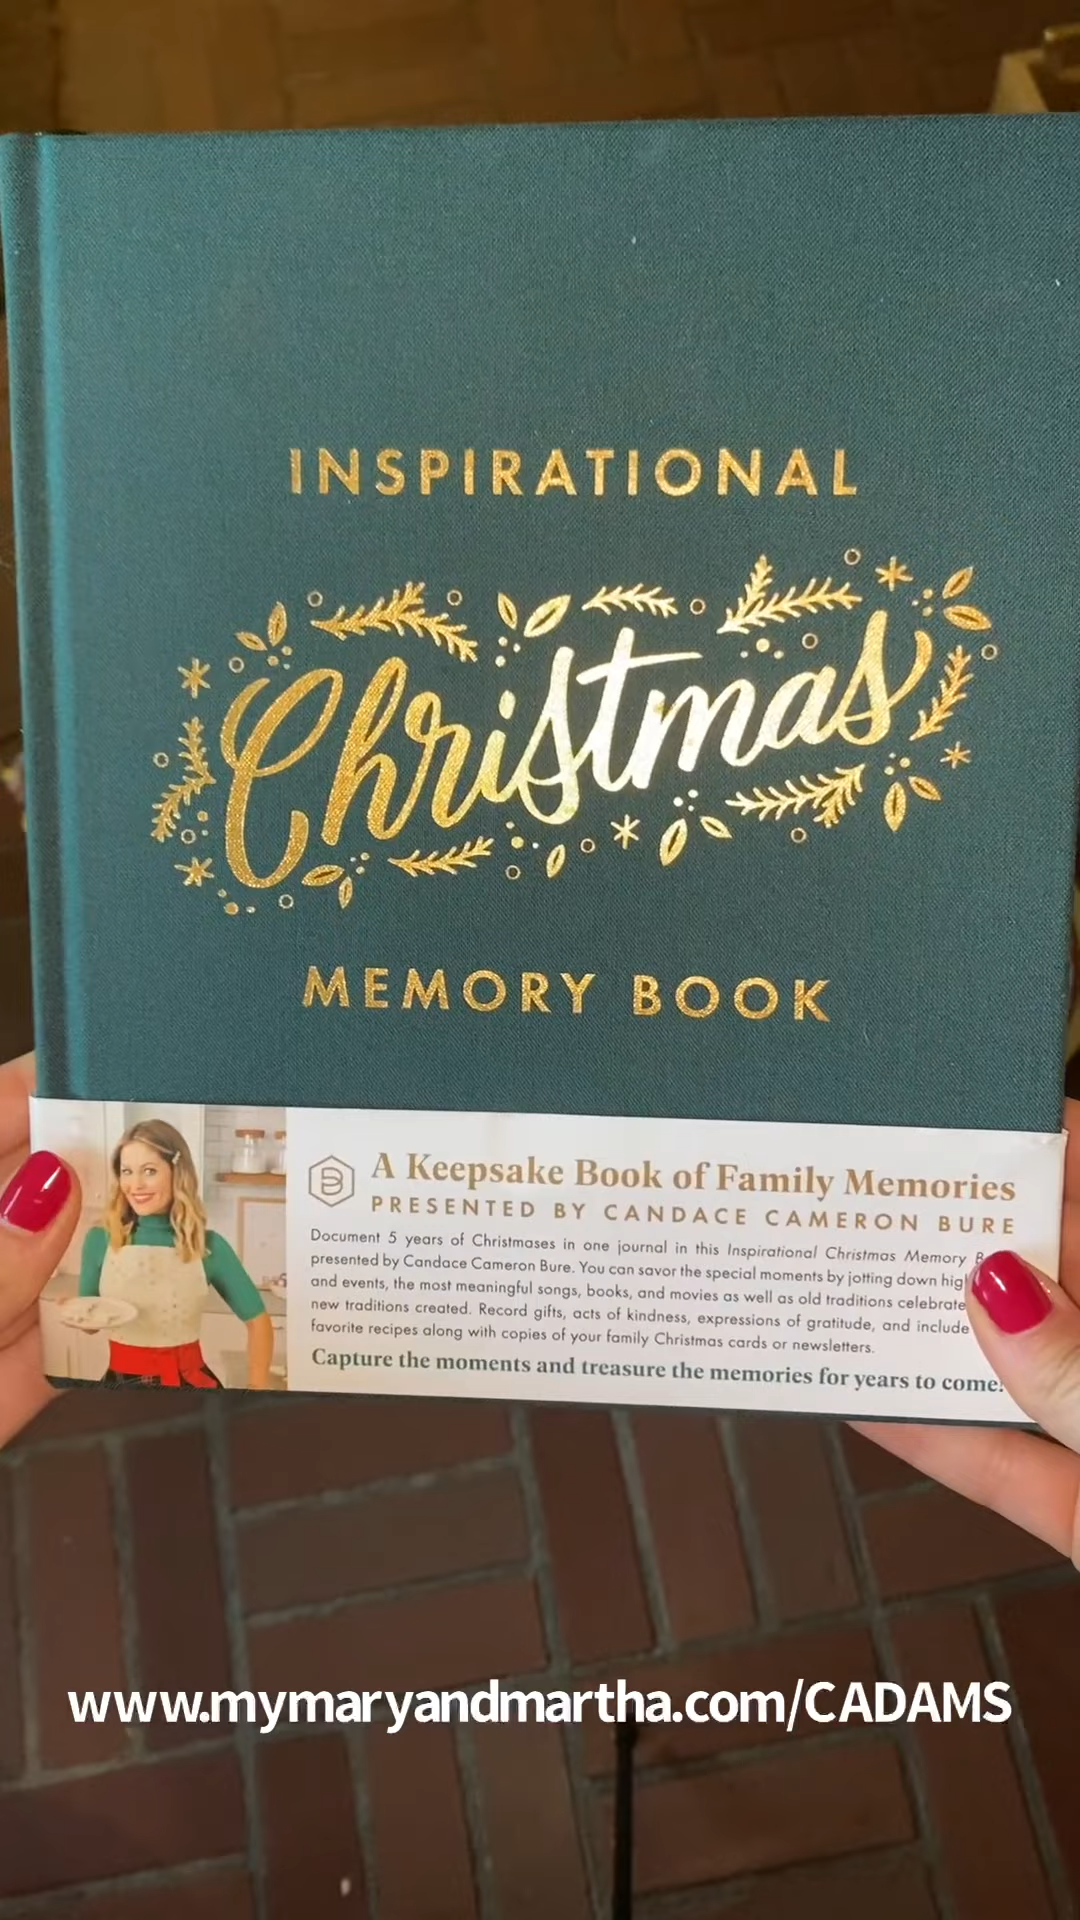 INSPIRATIONAL
Christmas
MEMORY BOOK
A Keepsake Book of Family Memories
PRESENTED BY CANDACE CAMERON BURE
Document 5 years of Christmases in one journal in this Inspirational Christmas Memory
presented by Candace Cameron Bure. You can savor the special moments by jotting down
and events, the most meaningful songs, books, and movies as well as old traditions
new traditions created. Record gifts, acts of kindness, expressions of gratitude, and include
favorite recipes along with copies of your family Christmas cards or newsletters.
Capture the moments and treasure the memories for years to come!
www.mymaryandmartha.com/CADAMS